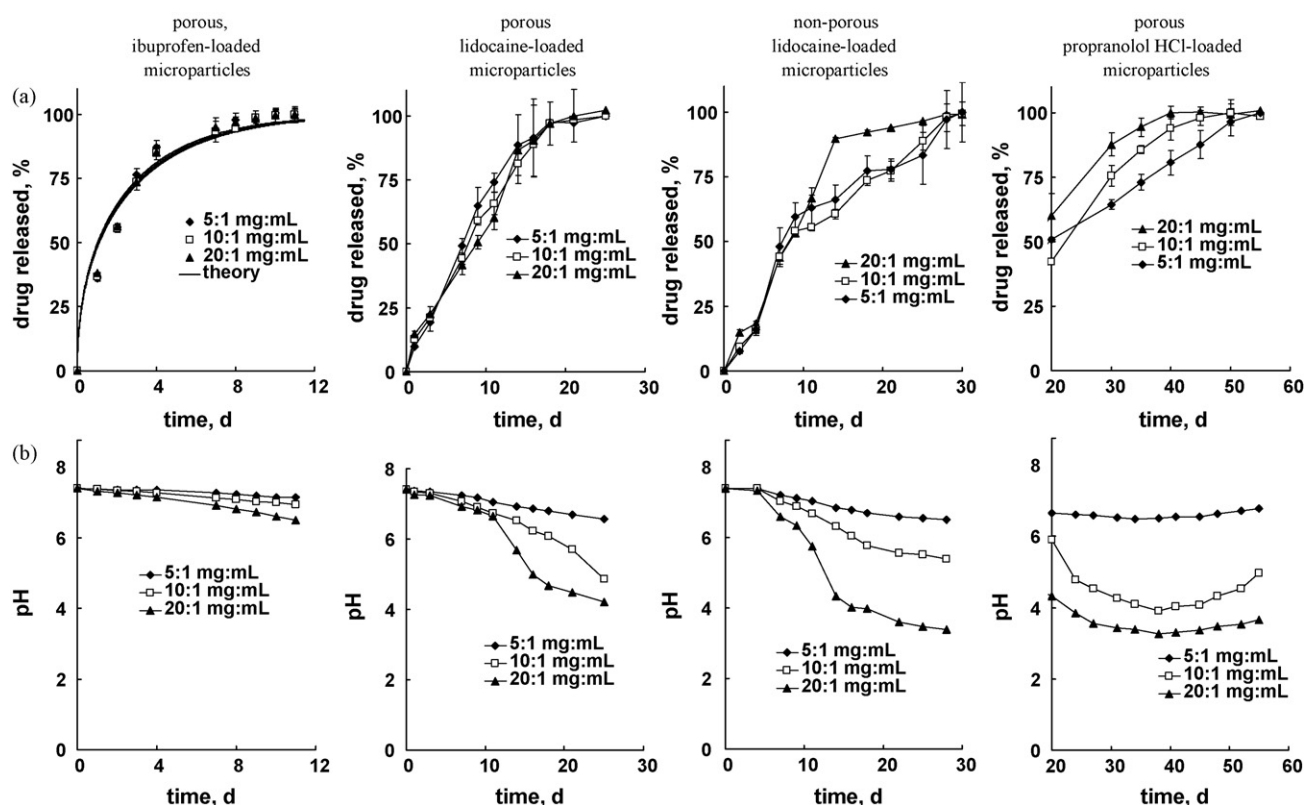 porous,
ibuprofen-loaded
microparticles
porous
lidocaine-loaded
microparticles
non-porous
lidocaine-loaded
microparticles
porous
propranolol HCl-loaded
microparticles
(a)
drug released, %
100
75
50
25
0
0 4 8 12
time, d
5:1 mg:mL
10:1 mg:mL
20:1 mg:mL
theory
drug released, %
100
75
50
25
0
0 10 20 30
time, d
5:1 mg:mL
10:1 mg:mL
20:1 mg:mL
drug released, %
100
75
50
25
0
0 10 20 30
time, d
20:1 mg:mL
10:1 mg:mL
5:1 mg:mL
drug released, %
100
75
50
25
0
20 30 40 50 60
time, d
20:1 mg:mL
10:1 mg:mL
5:1 mg:mL
(b)
pH
8
6
4
2
0
0 4 8 12
time, d
5:1 mg:mL
10:1 mg:mL
20:1 mg:mL
pH
8
6
4
2
0
0 10 20 30
time, d
5:1 mg:mL
10:1 mg:mL
20:1 mg:mL
pH
8
6
4
2
0
0 10 20 30
time, d
5:1 mg:mL
10:1 mg:mL
20:1 mg:mL
pH
8
6
4
2
0
20 30 40 50 60
time, d
5:1 mg:mL
10:1 mg:mL
20:1 mg:mL